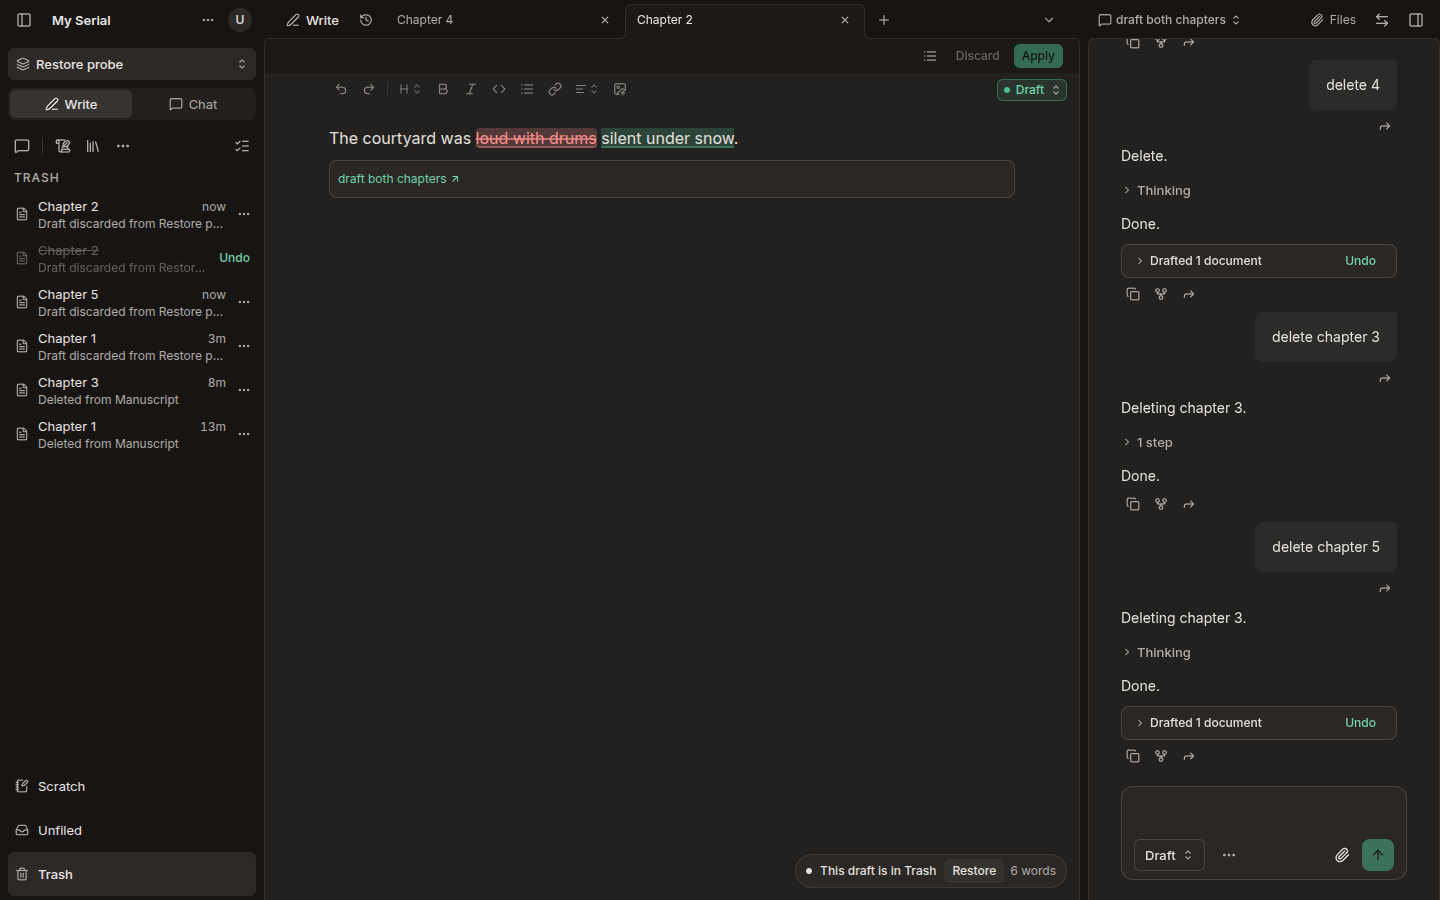 My Serial
U
Write
Chapter 4
Chapter 2
draft both chapters
Files
Restore probe
Write
Chat
TRASH
Chapter 2
now
Draft discarded from Restore p...
Chapter 2
Undo
Draft discarded from Restor...
Chapter 5
now
Draft discarded from Restore p...
Chapter 1
3m
Draft discarded from Restore p...
Chapter 3
8m
Deleted from Manuscript
Chapter 1
13m
Deleted from Manuscript
Scratch
Unfiled
Trash
Discard
Apply
H
B
I
Draft
The courtyard was loud with drums silent under snow.
draft both chapters
This draft is in Trash
Restore
6 words
delete 4
Delete.
Thinking
Done.
Drafted 1 document
Undo
delete chapter 3
Deleting chapter 3.
1 step
Done.
delete chapter 5
Deleting chapter 3.
Thinking
Done.
Drafted 1 document
Undo
Draft